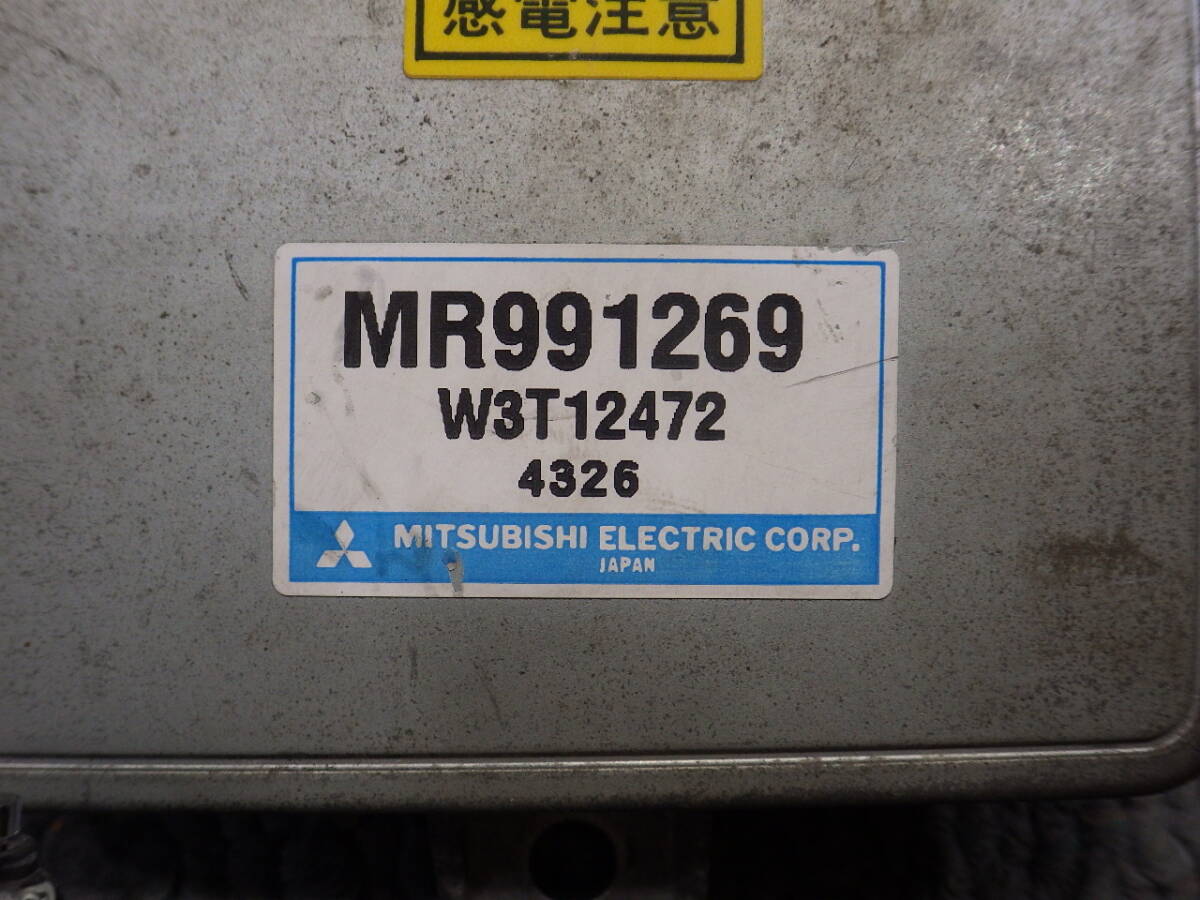 感電注意
MR991269
W3T12472
4326
MITSUBISHI ELECTRIC CORP.
JAPAN